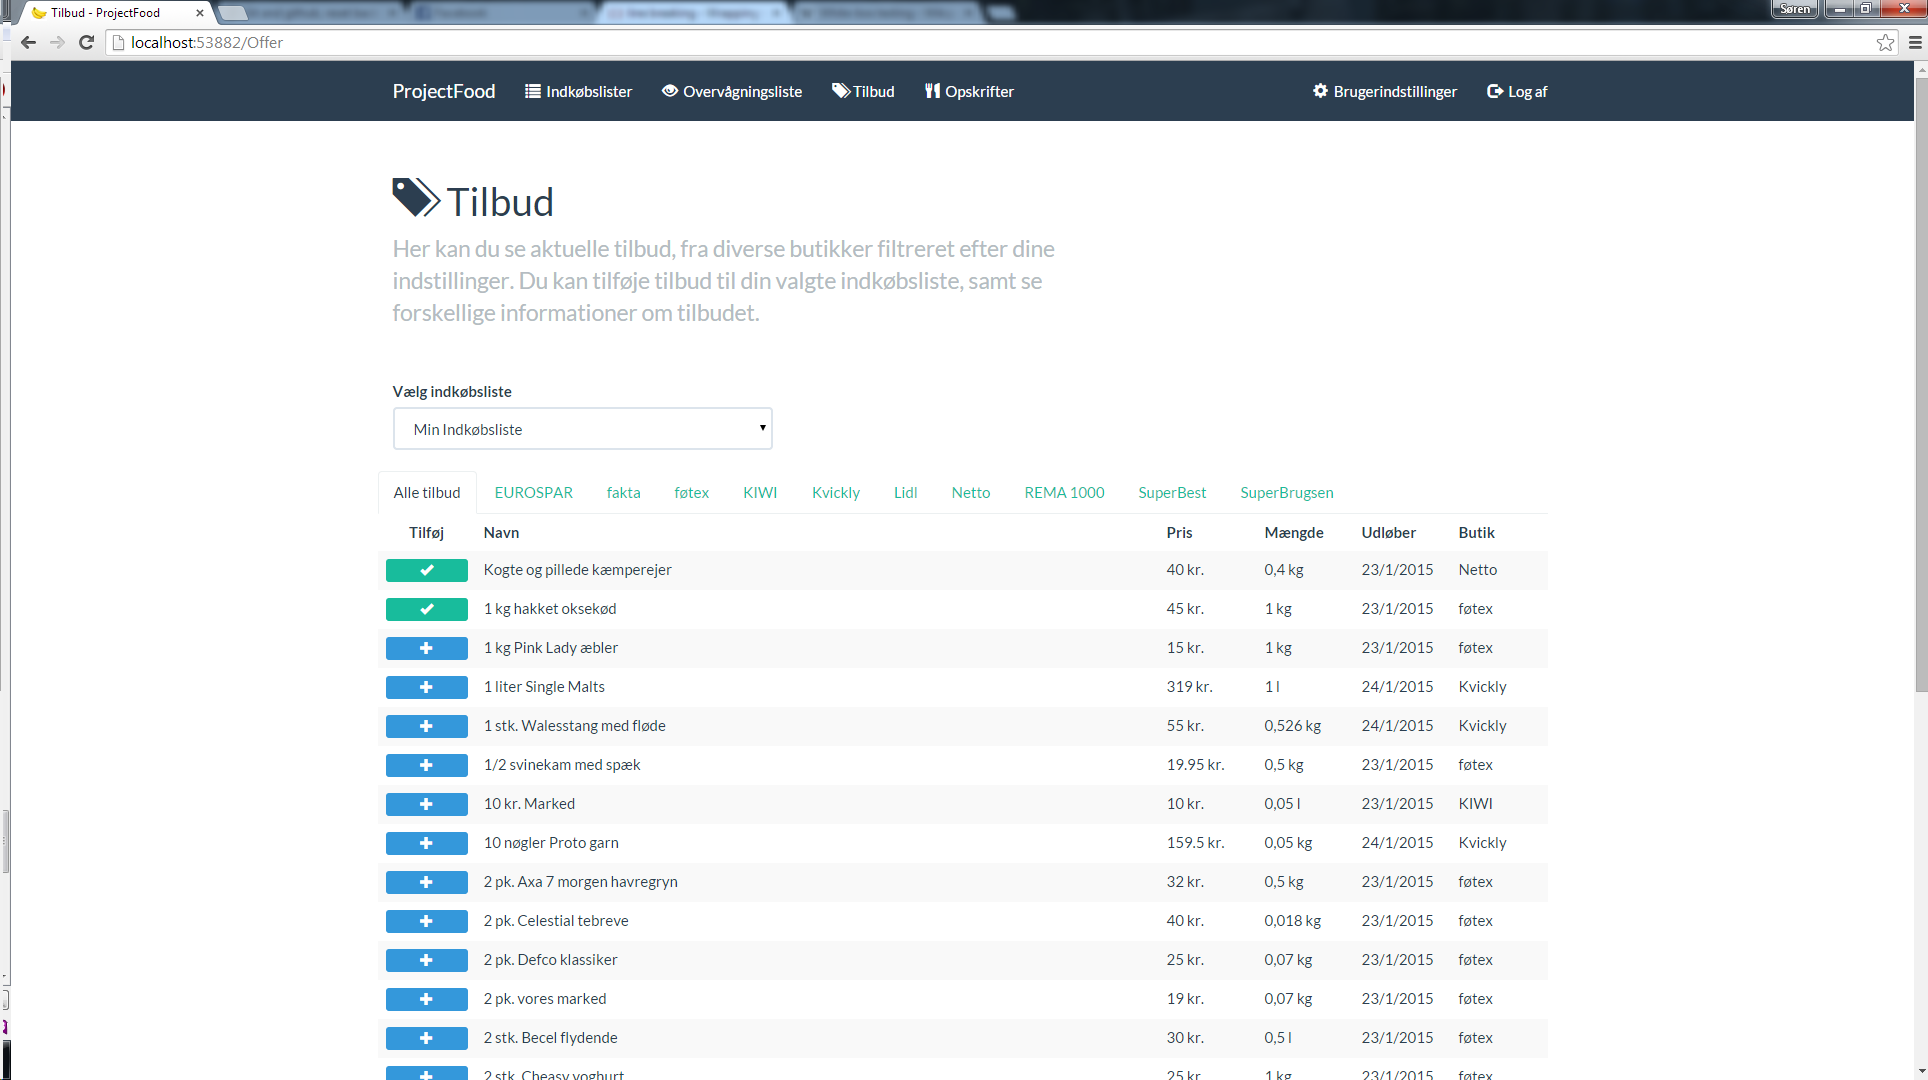 Tilbud - ProjectFood
Søren
localhost:53882/Offer
ProjectFood Indkøbslister Overvågningsliste Tilbud Opskrifter Brugerindstillinger Log af
Tilbud
Her kan du se aktuelle tilbud, fra diverse butikker filtreret efter dine
indstillinger. Du kan tilføje tilbud til din valgte indkøbsliste, samt se
forskellige informationer om tilbudet.
Vælg indkøbsliste
Min Indkøbsliste
Alle tilbud EUROSPAR fakta føtex KIWI Kvickly Lidl Netto REMA 1000 SuperBest SuperBrugsen
Tilføj Navn Pris Mængde Udløber Butik
Kogte og pillede kæmperejer 40 kr. 0,4 kg 23/1/2015 Netto
1 kg hakket oksekød 45 kr. 1 kg 23/1/2015 føtex
1 kg Pink Lady æbler 15 kr. 1 kg 23/1/2015 føtex
1 liter Single Malts 319 kr. 1 l 24/1/2015 Kvickly
1 stk. Walesstang med fløde 55 kr. 0,526 kg 24/1/2015 Kvickly
1/2 svinekam med spæk 19.95 kr. 0,5 kg 23/1/2015 føtex
10 kr. Marked 10 kr. 0,05 l 23/1/2015 KIWI
10 nøgler Proto garn 159.5 kr. 0,05 kg 24/1/2015 Kvickly
2 pk. Axa 7 morgen havregryn 32 kr. 0,5 kg 23/1/2015 føtex
2 pk. Celestial tebreve 40 kr. 0,018 kg 23/1/2015 føtex
2 pk. Defco klassiker 25 kr. 0,07 kg 23/1/2015 føtex
2 pk. vores marked 19 kr. 0,07 kg 23/1/2015 føtex
2 stk. Becel flydende 30 kr. 0,5 l 23/1/2015 føtex
2 stk. Cheasy yoghurt 25 kr. 1 kg 23/1/2015 føtex